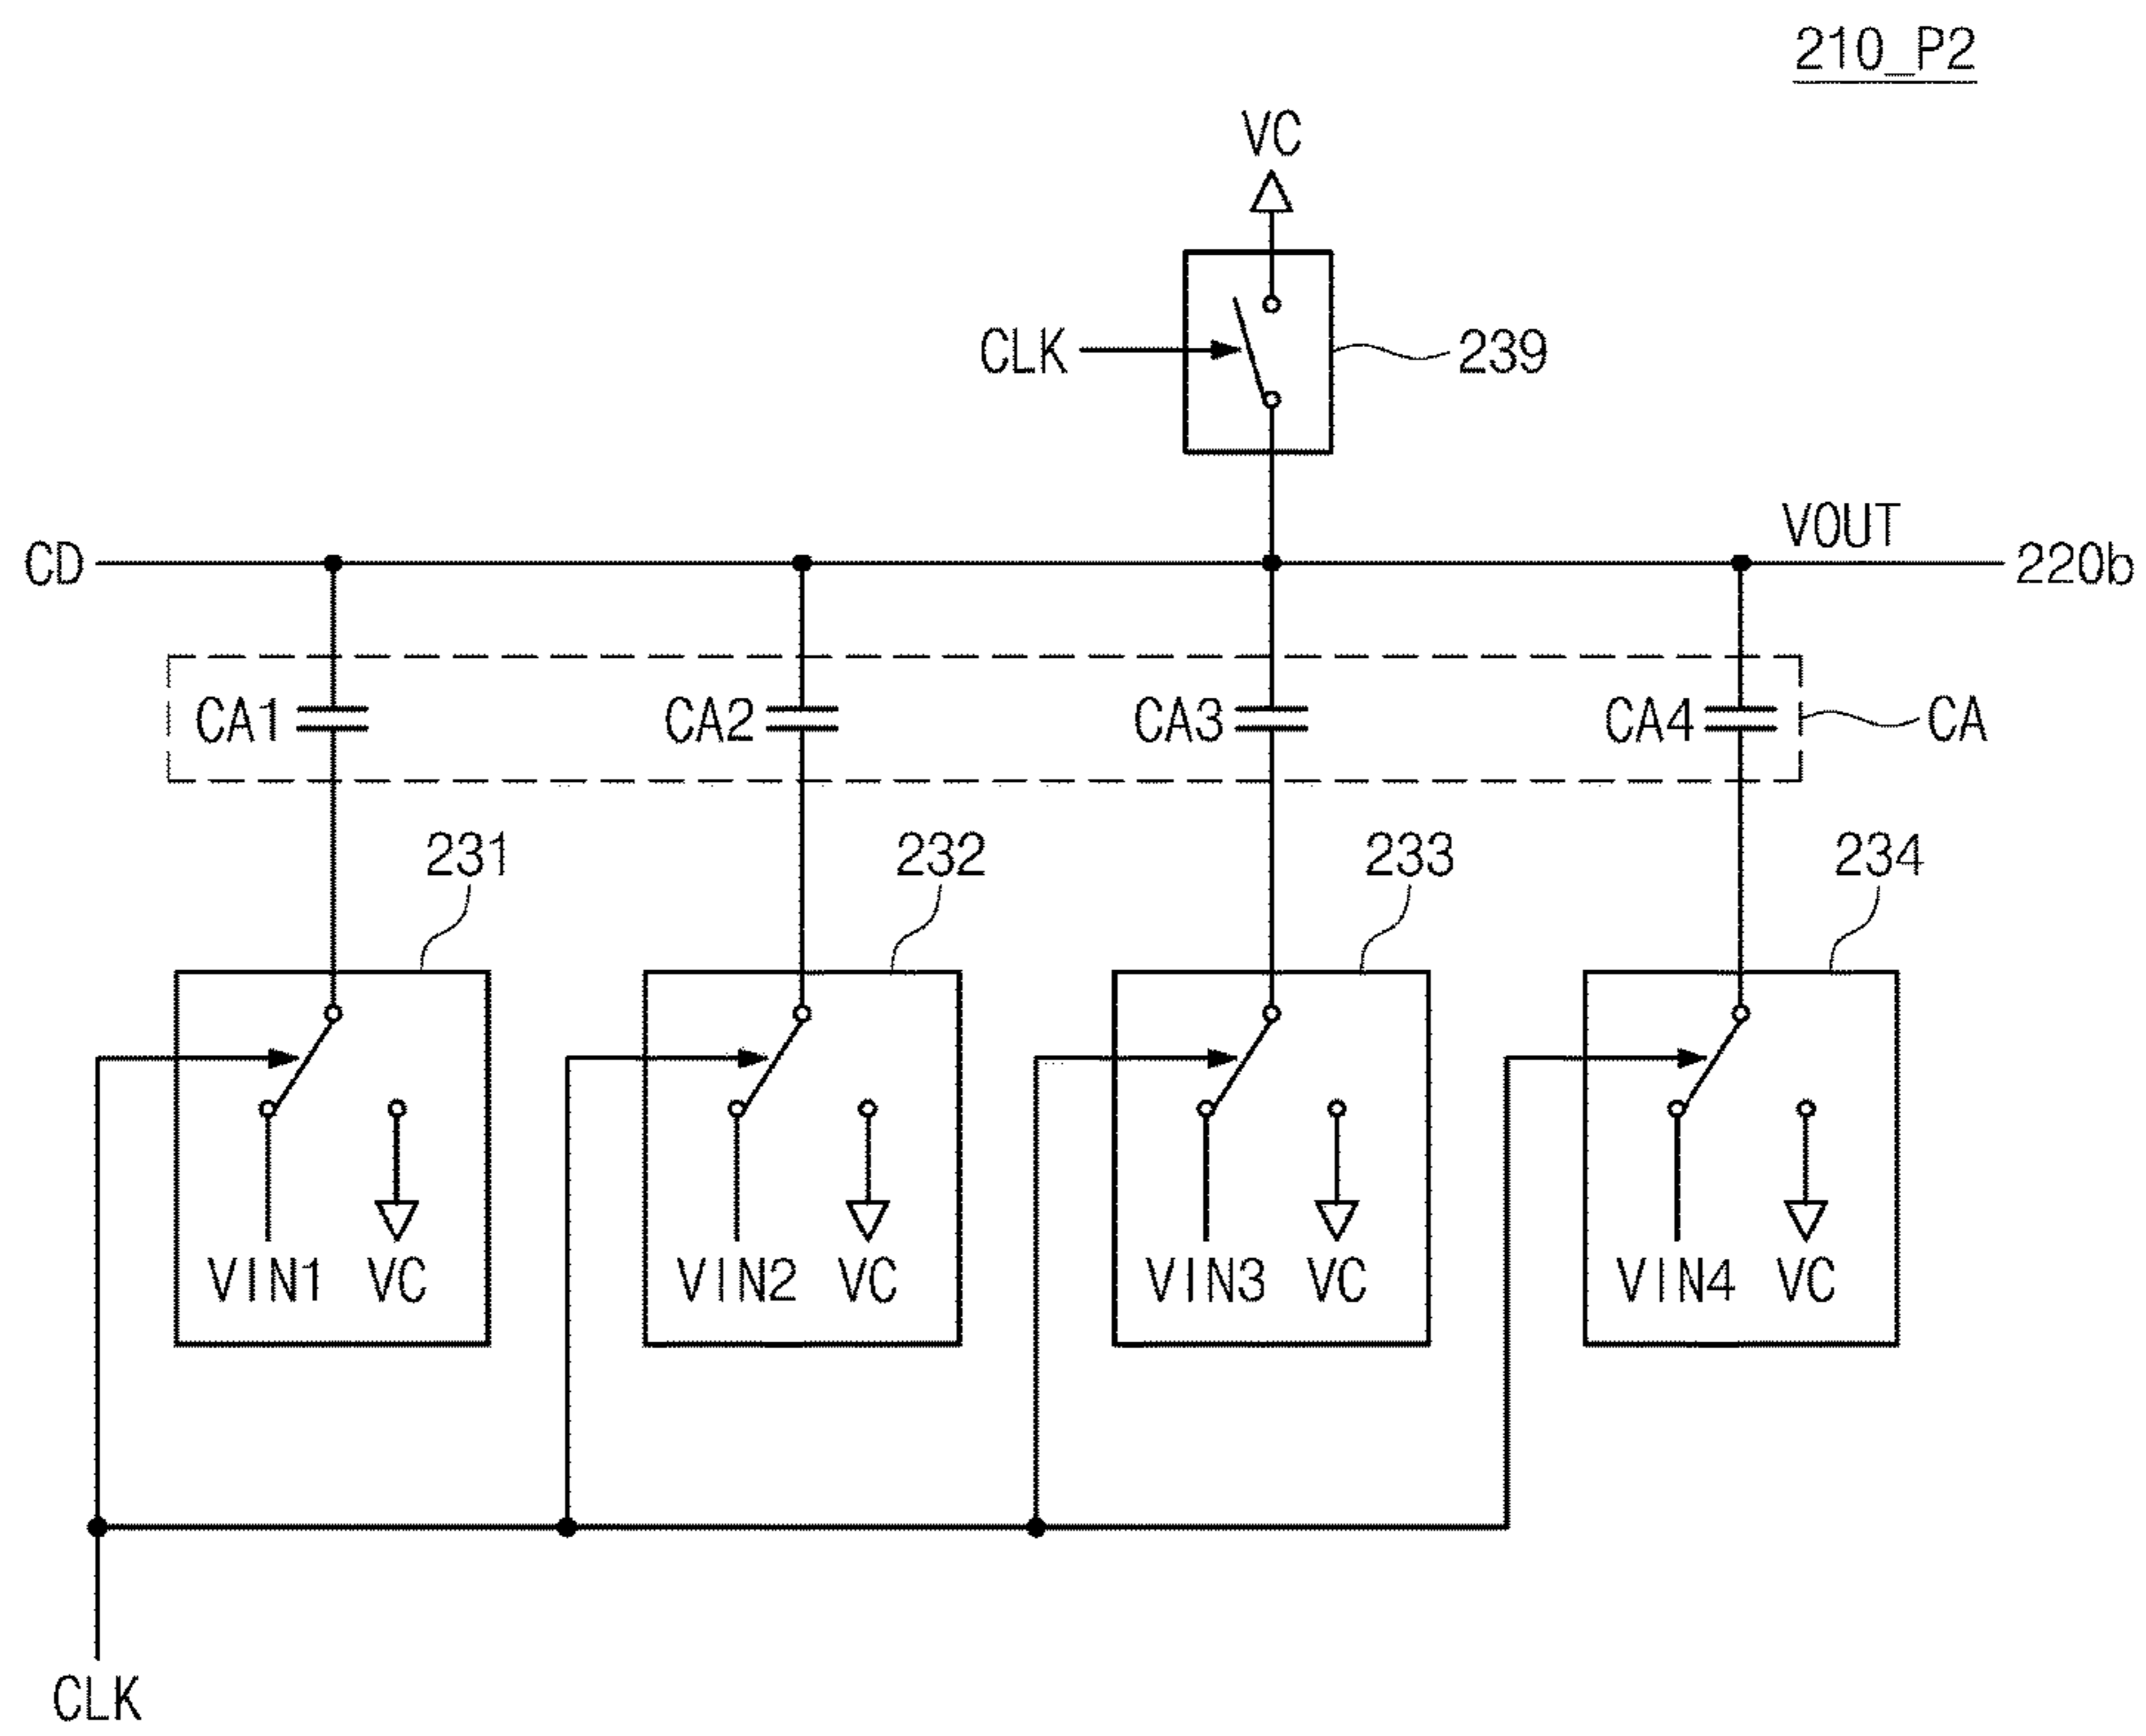 210_P2
VC
CLK
239
VOUT
CD
220b
CA1
CA2
CA3
CA4
CA
231
232
233
234
VIN1 VC
VIN2 VC
VIN3 VC
VIN4 VC
CLK